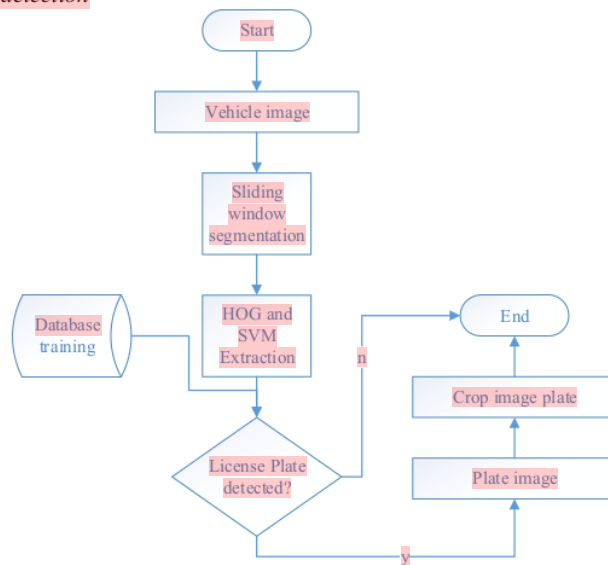 detection
Start
Vehicle image
Sliding
window
segmentation
HOG and
SVM
Extraction
Database
training
End
n
Crop image plate
License Plate
detected?
Plate image
y